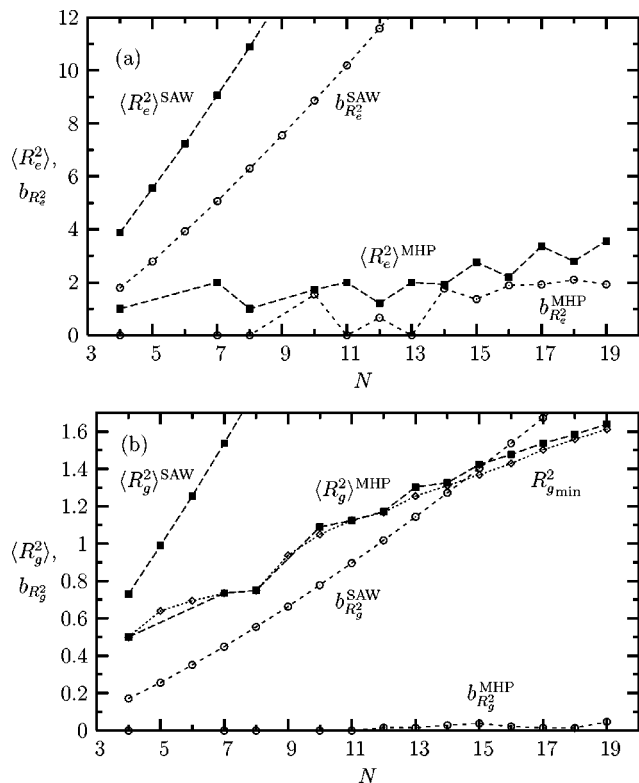 12
10
8
6
4
2
0
(a)
⟨R_e^2⟩^SAW
b_{R_e^2}^SAW
⟨R_e^2⟩,
b_{R_e^2}
⟨R_e^2⟩^MHP
b_{R_e^2}^MHP
3 5 7 9 11 13 15 17 19
N
1.6
1.4
1.2
1
0.8
0.6
0.4
0.2
0
(b)
⟨R_g^2⟩^SAW
⟨R_g^2⟩^MHP
R_{g_min}^2
⟨R_g^2⟩,
b_{R_g^2}
b_{R_g^2}^SAW
b_{R_g^2}^MHP
3 5 7 9 11 13 15 17 19
N